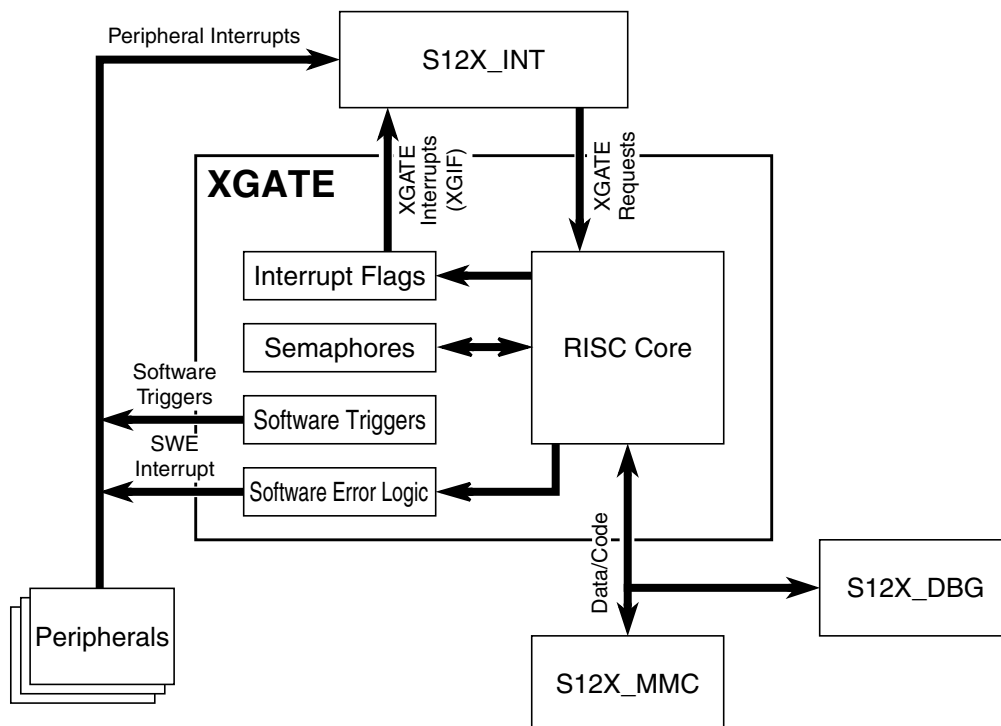 Peripheral Interrupts
S12X_INT
XGATE
XGATE
Interrupts
(XGIF)
XGATE
Requests
Interrupt Flags
Semaphores
RISC Core
Software
Triggers
Software Triggers
SWE
Interrupt
Software Error Logic
Data/Code
S12X_DBG
Peripherals
S12X_MMC